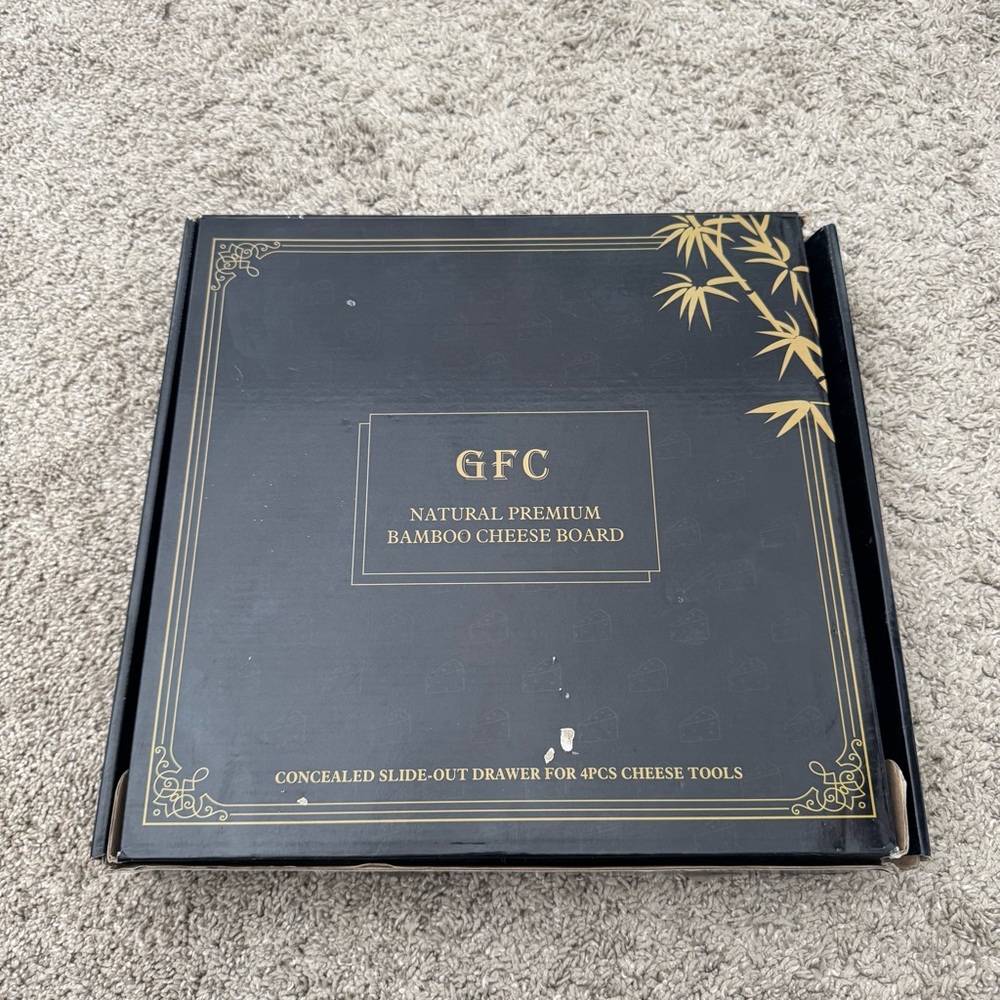 GFC
NATURAL PREMIUM
BAMBOO CHEESE BOARD
CONCEALED SLIDE-OUT DRAWER FOR 4PCS CHEESE TOOLS